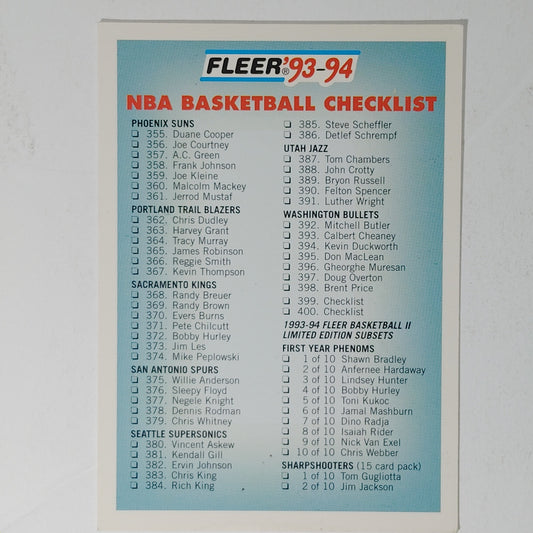 FLEER® '93-94
NBA BASKETBALL CHECKLIST
PHOENIX SUNS
355. Duane Cooper
356. Joe Courtney
357. A.C. Green
358. Frank Johnson
359. Joe Kleine
360. Malcolm Mackey
361. Jerrod Mustaf
PORTLAND TRAIL BLAZERS
362. Chris Dudley
363. Harvey Grant
364. Tracy Murray
365. James Robinson
366. Reggie Smith
367. Kevin Thompson
SACRAMENTO KINGS
368. Randy Breuer
369. Randy Brown
370. Evers Burns
371. Pete Chilcutt
372. Bobby Hurley
373. Jim Les
374. Mike Peplowski
SAN ANTONIO SPURS
375. Willie Anderson
376. Sleepy Floyd
377. Negele Knight
378. Dennis Rodman
379. Chris Whitney
SEATTLE SUPERSONICS
380. Vincent Askew
381. Kendall Gill
382. Ervin Johnson
383. Chris King
384. Rich King
385. Steve Scheffler
386. Detlef Schrempf
UTAH JAZZ
387. Tom Chambers
388. John Crotty
389. Bryon Russell
390. Felton Spencer
391. Luther Wright
WASHINGTON BULLETS
392. Mitchell Butler
393. Calbert Cheaney
394. Kevin Duckworth
395. Don MacLean
396. Gheorghe Muresan
397. Doug Overton
398. Brent Price
399. Checklist
400. Checklist
1993-94 FLEER BASKETBALL II
LIMITED EDITION SUBSETS
FIRST YEAR PHENOMS
1 of 10 Shawn Bradley
2 of 10 Anfernee Hardaway
3 of 10 Lindsey Hunter
4 of 10 Bobby Hurley
5 of 10 Toni Kukoc
6 of 10 Jamal Mashburn
7 of 10 Dino Radja
8 of 10 Isaiah Rider
9 of 10 Nick Van Exel
10 of 10 Chris Webber
SHARPSHOOTERS (15 card pack)
1 of 10 Tom Gugliotta
2 of 10 Jim Jackson